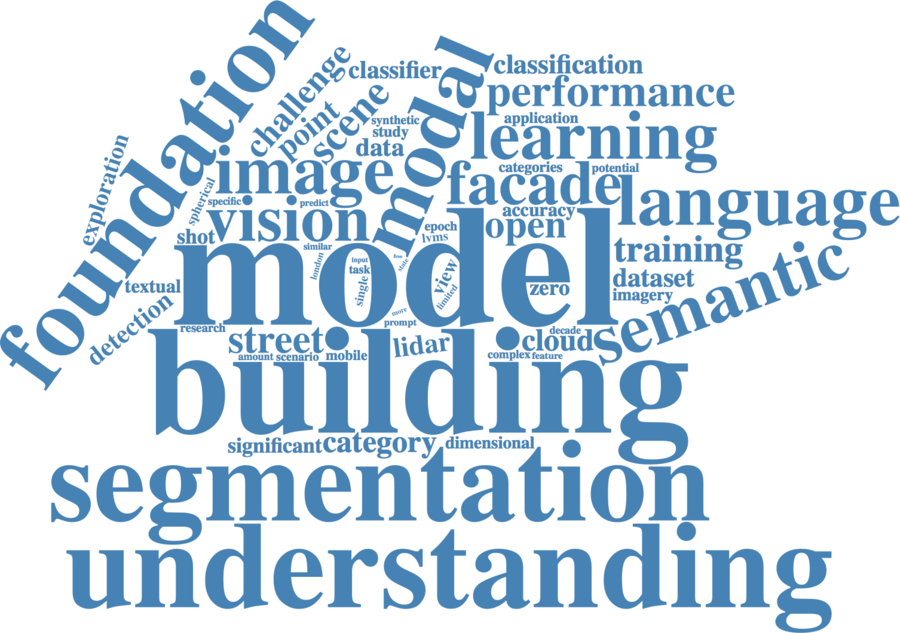 foundation
modal
challenge
classifier
classification
performance
point
scene
synthetic
study
data
application
learning
exploration
image
categories
potential
facade
language
spherical
specific
predict
vision
accuracy
open
epoch
shot
lvms
similar
training
model
london
input
task
single
free
state
view
limited
zero
dataset
imagery
semantic
textual
detection
more
prompt
research
street
decade
cloud
lidar
amount
scenario
mobile
complex
feature
building
significant
category
dimensional
segmentation
understanding